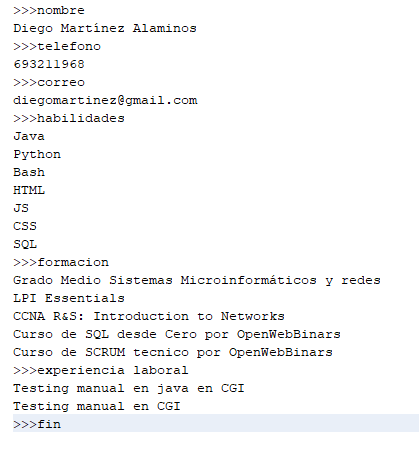 >>>nombre
Diego Martínez Alaminos
>>>telefono
693211968
>>>correo
diegomartinez@gmail.com
>>>habilidades
Java
Python
Bash
HTML
JS
CSS
SQL
>>>formacion
Grado Medio Sistemas Microinformáticos y redes
LPI Essentials
CCNA R&S: Introduction to Networks
Curso de SQL desde Cero por OpenWebBinars
Curso de SCRUM tecnico por OpenWebBinars
>>>experiencia laboral
Testing manual en java en CGI
Testing manual en CGI
>>>fin